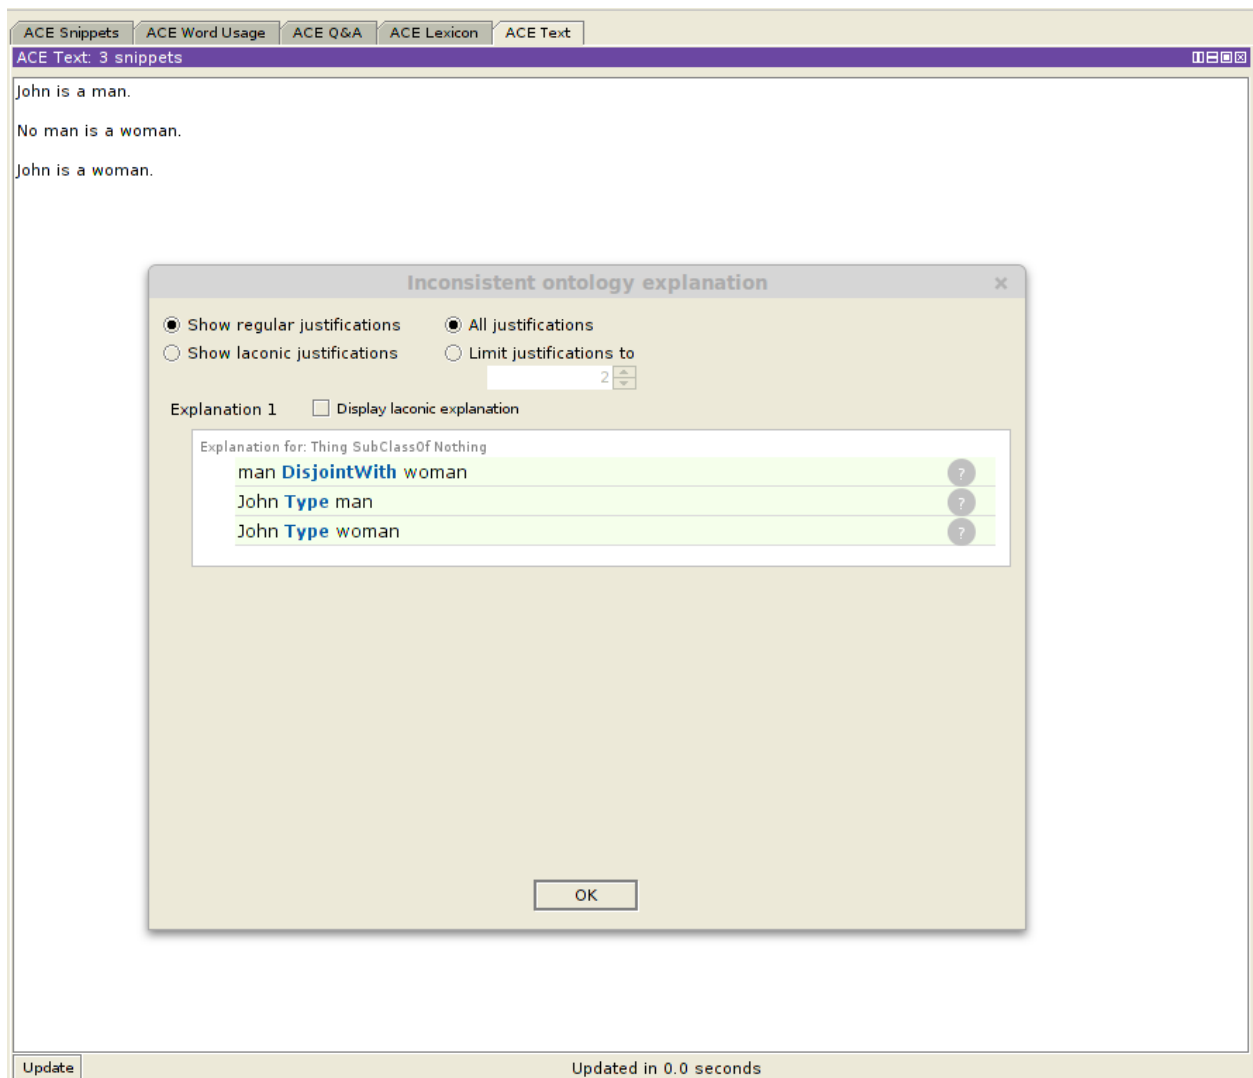 ACE Snippets ACE Word Usage ACE Q&A ACE Lexicon ACE Text
ACE Text: 3 snippets
John is a man.
No man is a woman.
John is a woman.
Inconsistent ontology explanation
Show regular justifications All justifications
Show laconic justifications Limit justifications to
2
Explanation 1 Display laconic explanation
Explanation for: Thing SubClassOf Nothing
man DisjointWith woman ?
John Type man ?
John Type woman ?
OK
Update Updated in 0.0 seconds